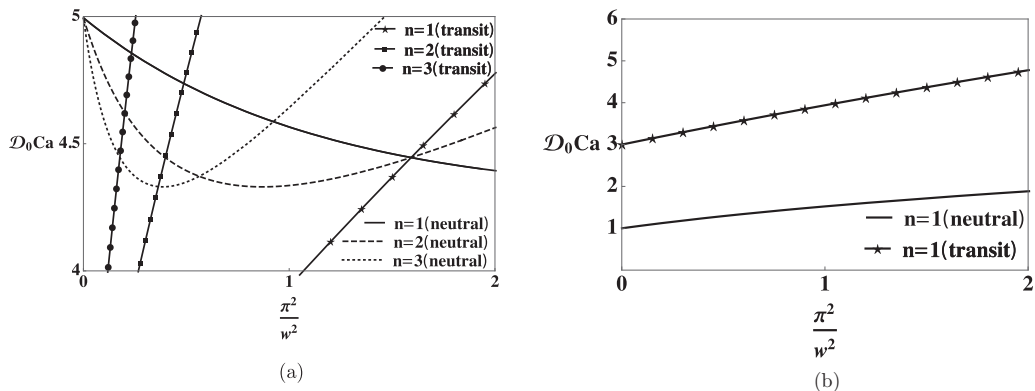 5
n=1(transit)
n=2(transit)
n=3(transit)
𝒟₀Ca 4.5
n=1(neutral)
n=2(neutral)
n=3(neutral)
4
0 1 2
π²
w²
(a)
6
5
4
𝒟₀Ca 3
2
n=1(neutral)
1
n=1(transit)
0
0 1 2
π²
w²
(b)